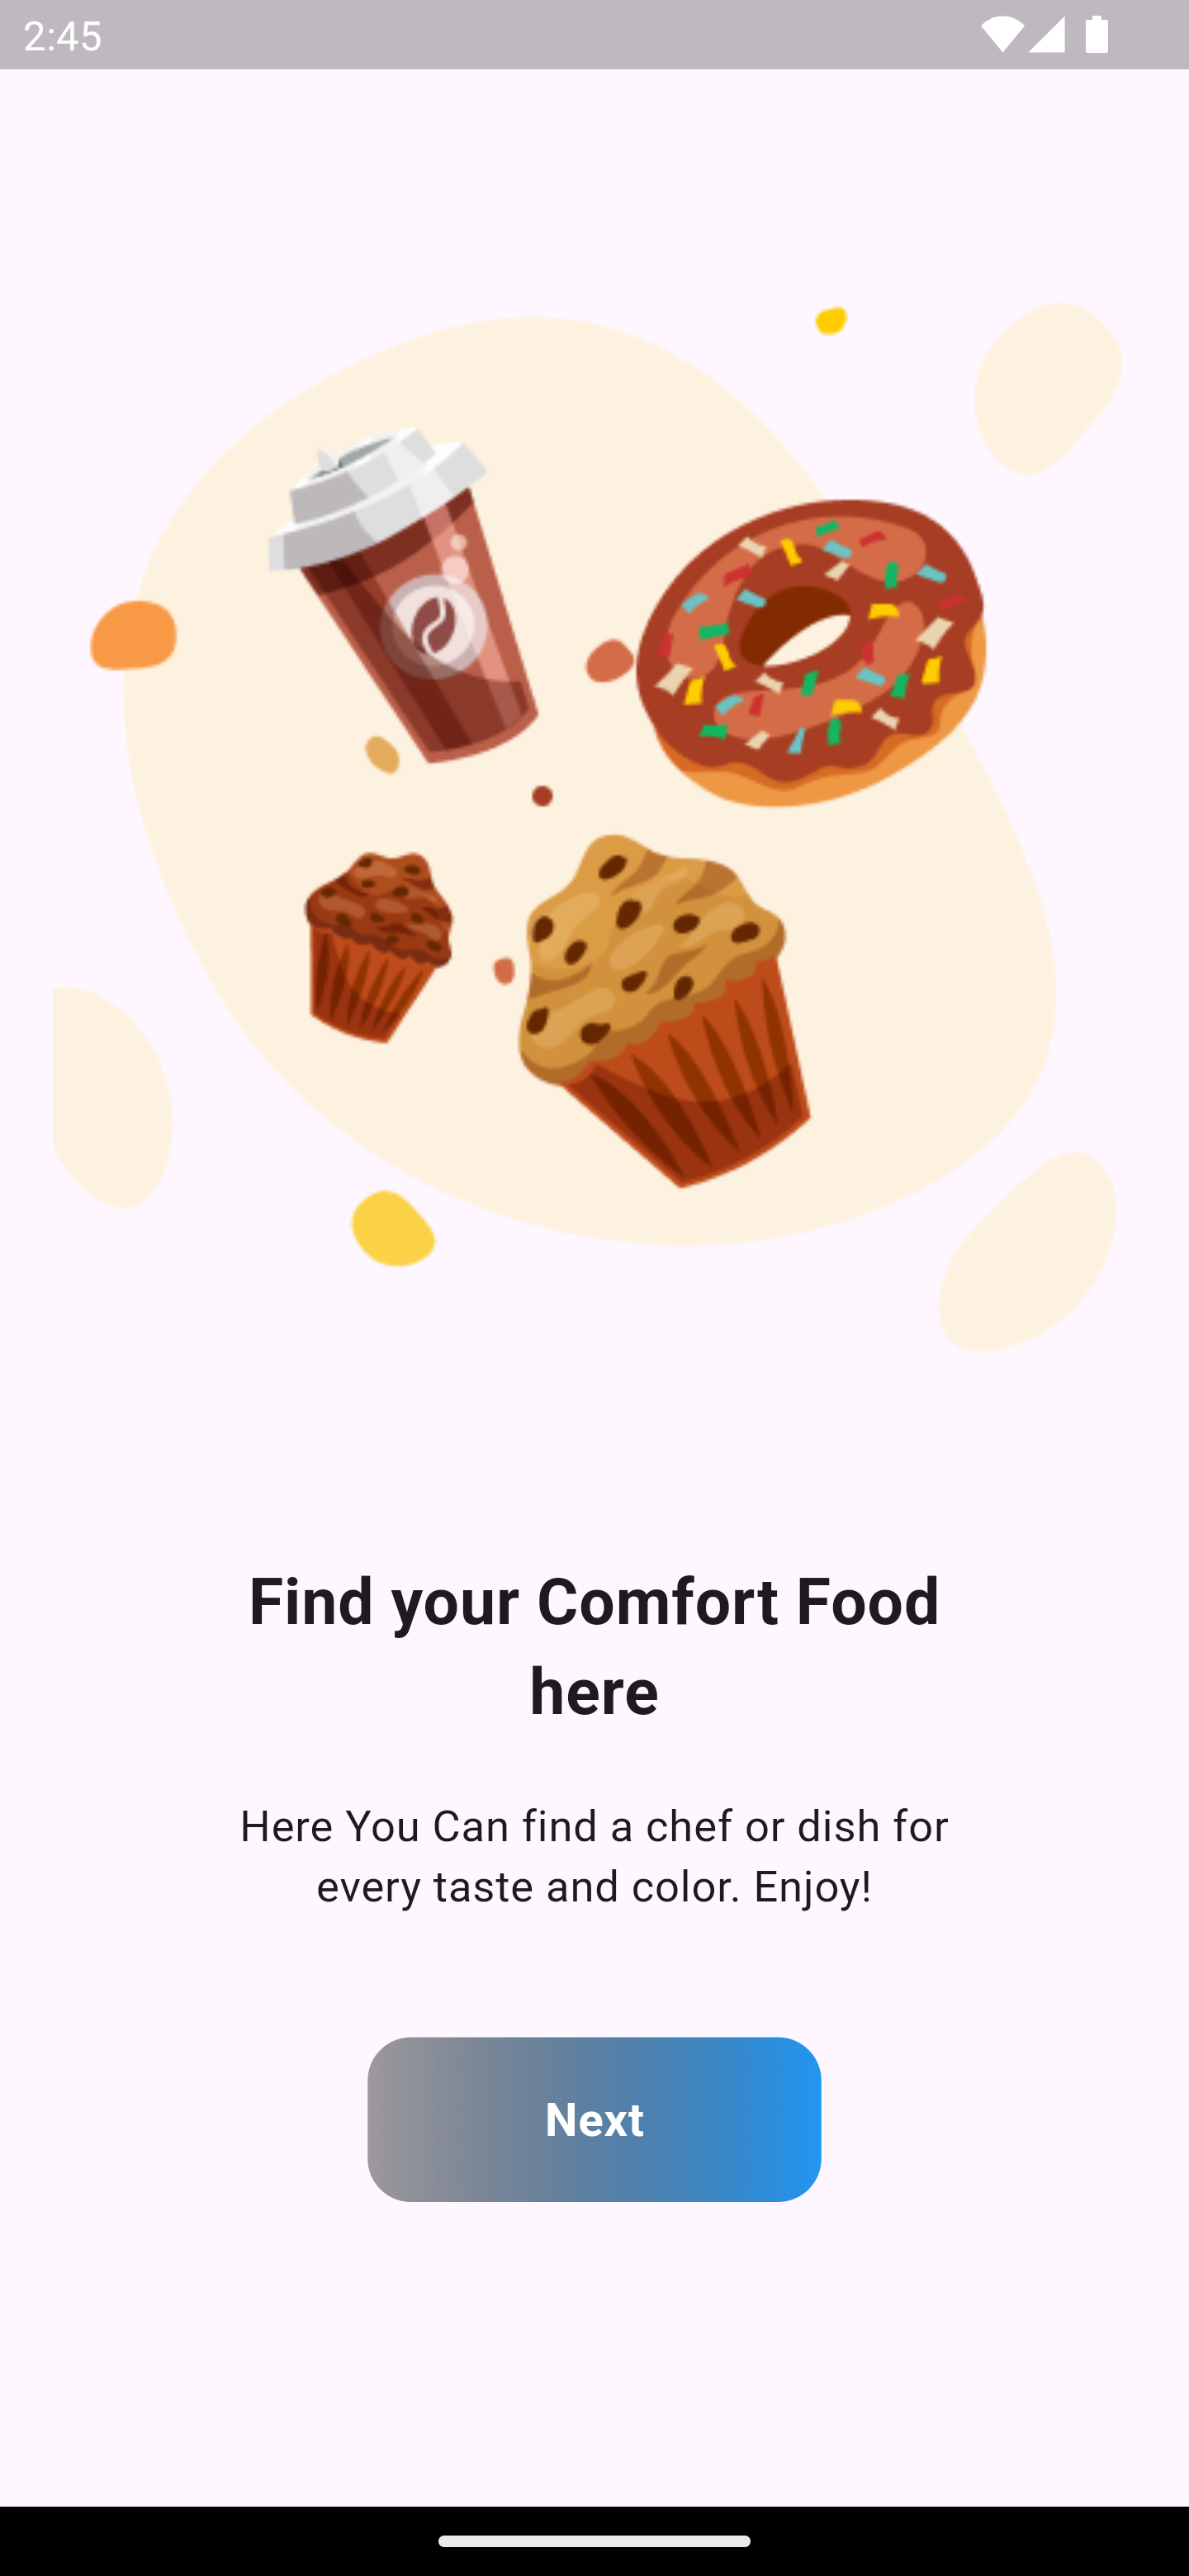 2:45
Find your Comfort Food
here
Here You Can find a chef or dish for
every taste and color. Enjoy!
Next